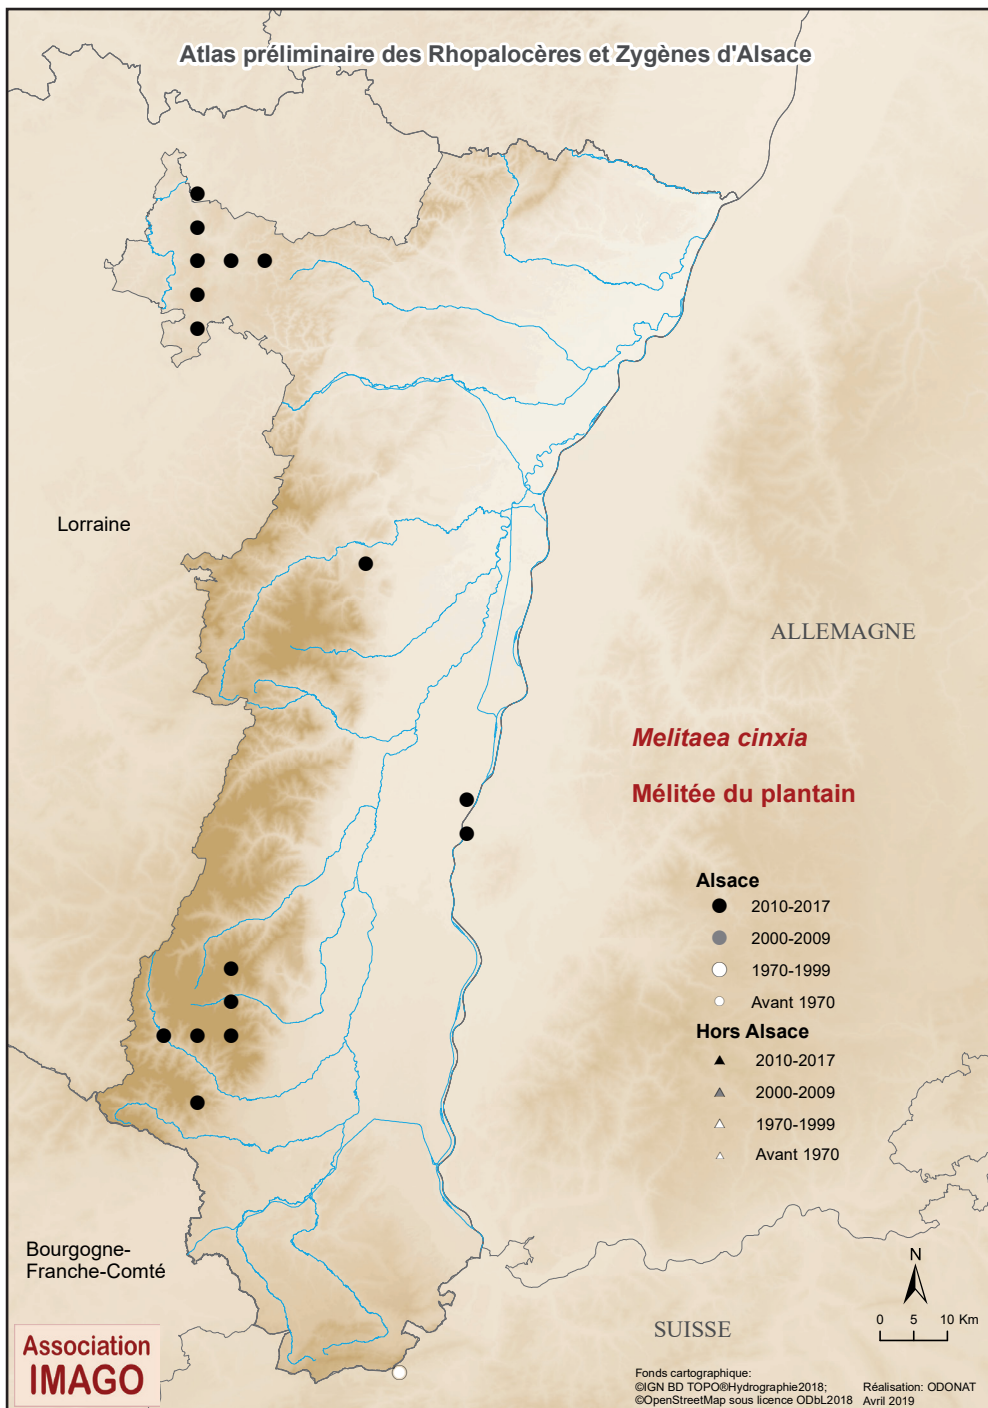 Atlas préliminaire des Rhopalocères et Zygènes d'Alsace
Lorraine
ALLEMAGNE
Melitaea cinxia
Mélitée du plantain
Alsace
2010-2017
2000-2009
1970-1999
Avant 1970
Hors Alsace
2010-2017
2000-2009
1970-1999
Avant 1970
Bourgogne-
Franche-Comté
N
0 5 10 Km
SUISSE
Association
IMAGO
Fonds cartographique:
©IGN BD TOPO®Hydrographie2018;
©OpenStreetMap sous licence ODbL2018
Réalisation: ODONAT
Avril 2019